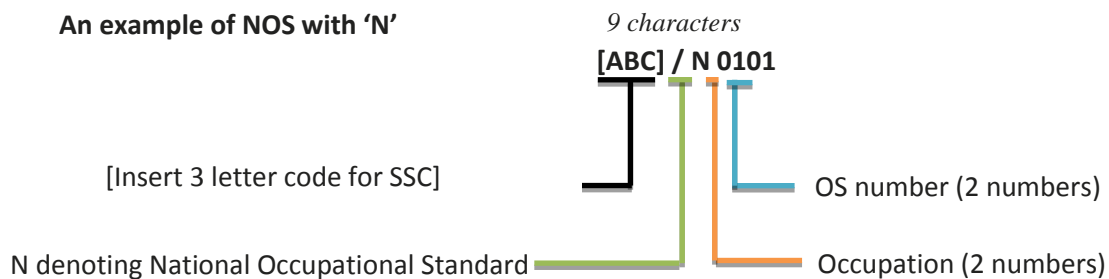 An example of NOS with ‘N’
9 characters
[ABC] / N 0101
[Insert 3 letter code for SSC]
OS number (2 numbers)
N denoting National Occupational Standard
Occupation (2 numbers)